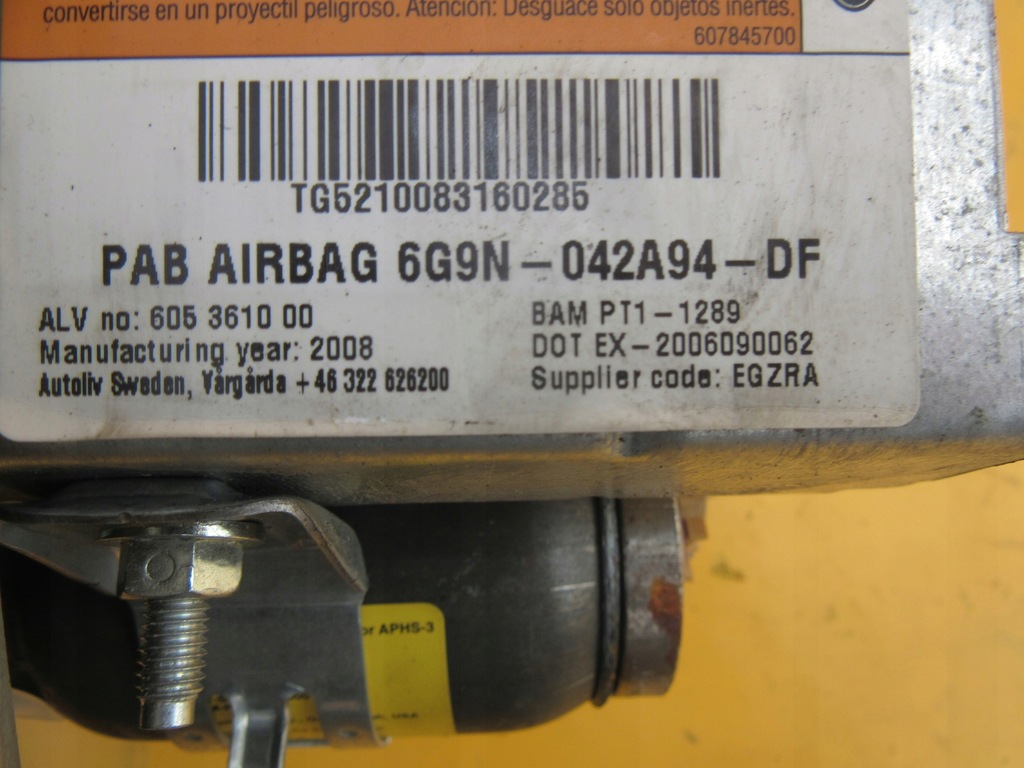 convertirse en un proyectil peligroso. Atención: Desguace solo objetos inertes.
607845700
TG5210083160285
PAB AIRBAG 6G9N-042A94-DF
ALV no: 605 3610 00
BAM PT1-1289
Manufacturing year: 2008
DOT EX-2006090062
Autoliv Sweden, Vårgårda +46 322 626200
Supplier code: EGZRA
or APHS-3
USA